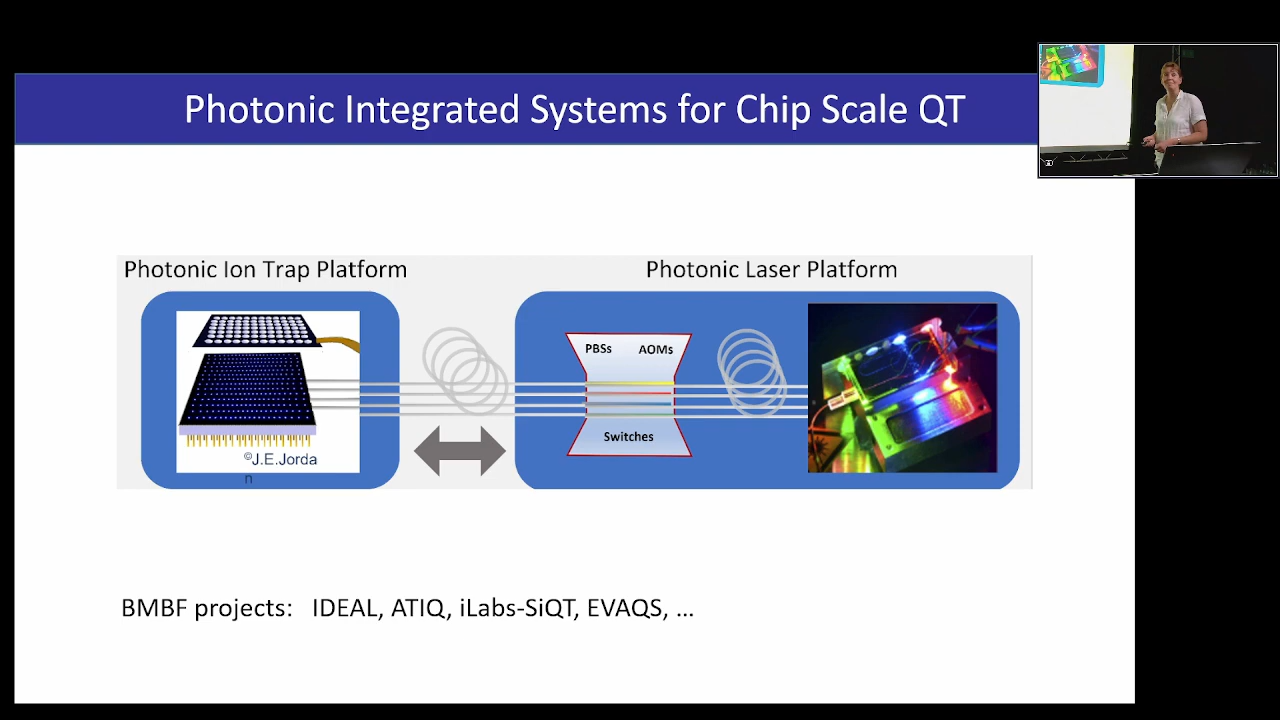 Photonic Integrated Systems for Chip Scale QT
Photonic Ion Trap Platform
Photonic Laser Platform
PBSs AOMs
Switches
©J.E.Jorda
n
BMBF projects: IDEAL, ATIQ, iLabs-SiQT, EVAQS, ...